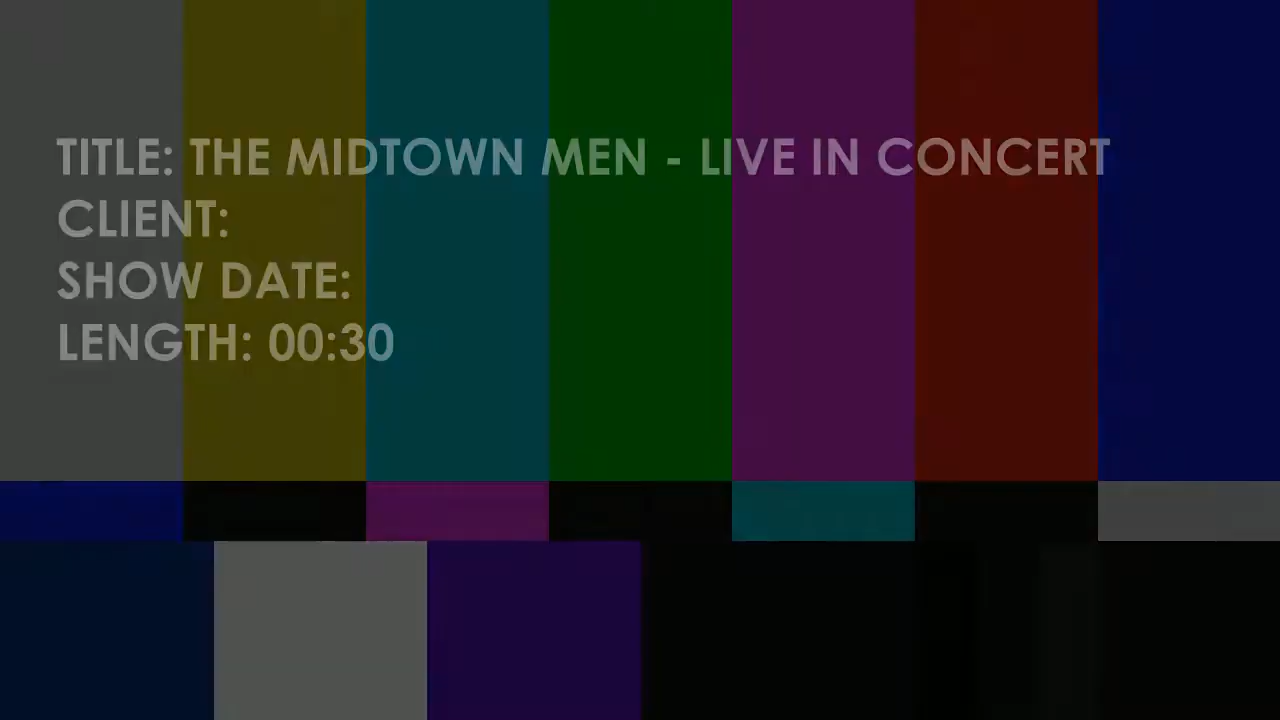 TITLE: THE MIDTOWN MEN - LIVE IN CONCERT
CLIENT:
SHOW DATE:
LENGTH: 00:30